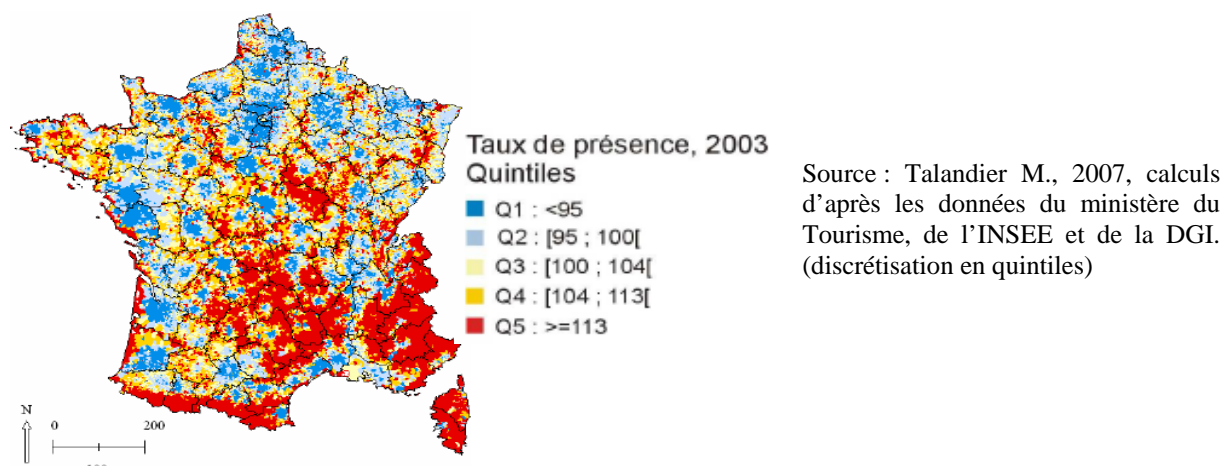 Taux de présence, 2003
Quintiles
Q1 : <95
Q2 : [95 ; 100[
Q3 : [100 ; 104[
Q4 : [104 ; 113[
Q5 : >=113
Source : Talandier M., 2007, calculs
d’après les données du ministère du
Tourisme, de l’INSEE et de la DGI.
(discrétisation en quintiles)
N
0 200